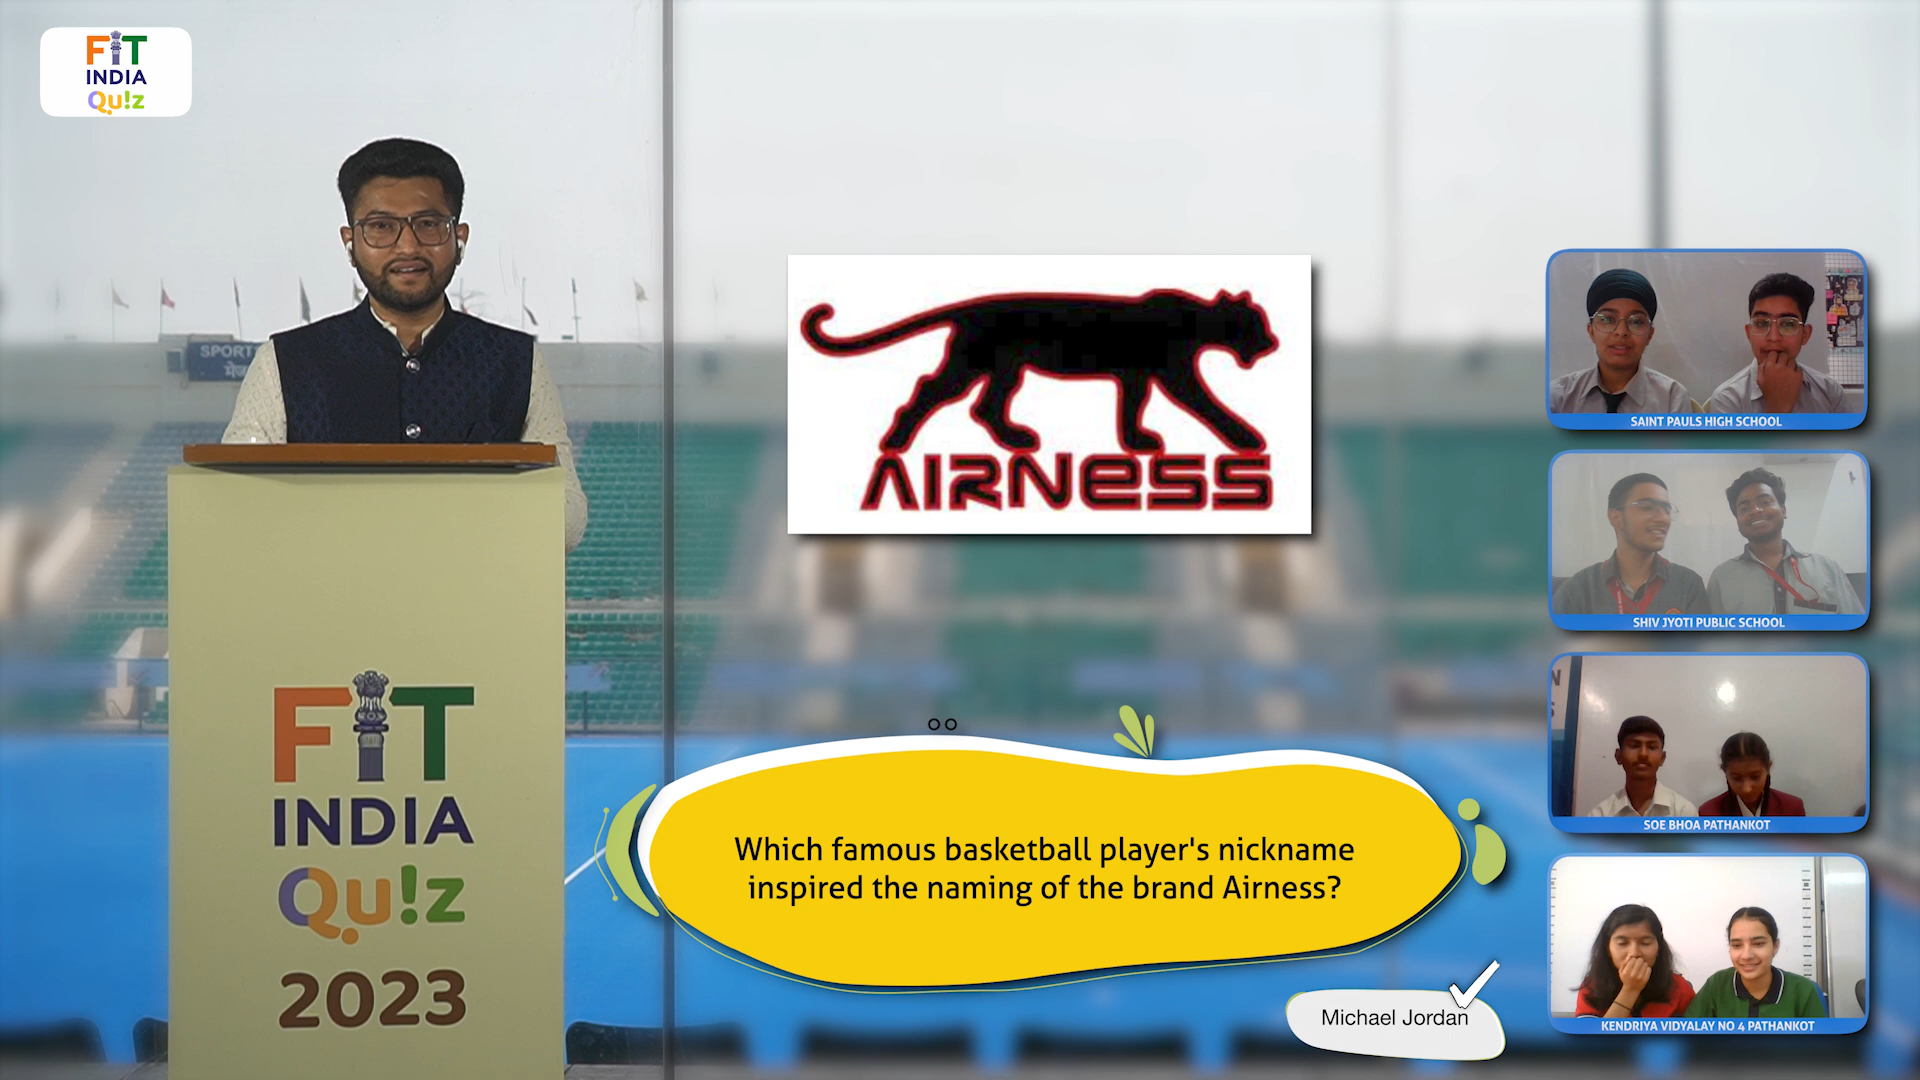 FiT
INDIA
Qu!z
SPORT
AIRNESS
SAINT PAULS HIGH SCHOOL
SHIV JYOTI PUBLIC SCHOOL
SOE BHOA PATHANKOT
KENDRIYA VIDYALAY NO 4 PATHANKOT
FiT
INDIA
Qu!z
2023
Which famous basketball player's nickname
inspired the naming of the brand Airness?
Michael Jordan